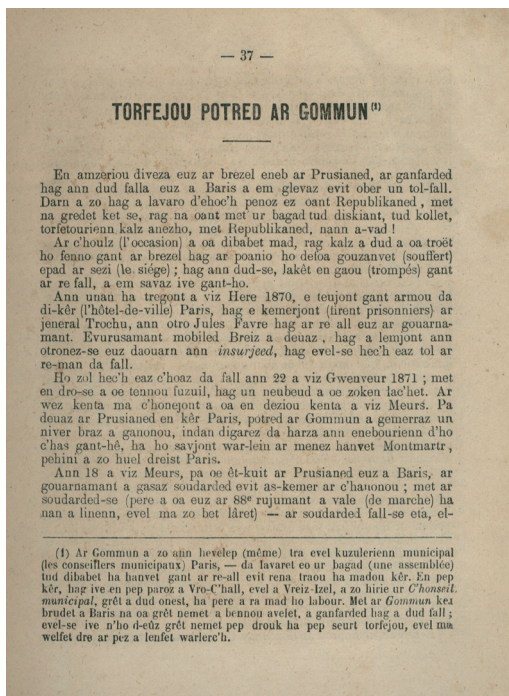 — 37 —
TORFEJOU POTRED AR GOMMUN (1)
En amzeriou diveza euz ar brezel eneb ar Prusianed, ar ganfarded
hag ann dud falla euz a Baris a em glevaz evit ober un tol-fall.
Darn a zo hag a lavaro d'ehoc'h penoz ez oant Republikaned, met
na gredet ket se, rag na oant met ur bagad tud diskiant, tud kollet,
torfetourienn kalz anezho, met Republikaned, nann a-vad !
Ar c'houlz (l'occasion) a oa dibabet mad, rag kalz a dud a oa troët
ho fenno gant ar brezel hag ar poanio ho defoa gouzanvet (souffert)
epad ar sezi (le siége) ; hag ann dud-se, lakêt en gaou (trompés) gant
ar re fall, a em savaz ive gant-ho.
Ann unan ha tregont a viz Here 1870, e teujont gant armou da
di-kêr (l'hôtel-de-ville) Paris, hag e kemerjont (firent prisonniers) ar
jeneral Trochu, ann otro Jules Favre hag ar re all euz ar gouarna-
mant. Evurusamant mobiled Breiz a deuaz, hag a lemjont ann
otronez-se euz daouarn ann insurjeed, hag evel-se hec'h eaz tol ar
re-man da fall.
Ho zol hec'h eaz c'hoaz da fall ann 22 a viz Gwenveur 1871 ; met
en dro-se a oe tennou fuzuil, hag un neubeud a oe zoken lac'het. Ar
wez kenta ma c'honejont a oa en deziou kenta a viz Meurs. Pa
deuaz ar Prusianed en kêr Paris, potred ar Gommun a gemerraz un
niver braz a ganonou, indan digarez da harza ann enebourienn d'ho
c'has gant-hê, ha ho savjont war-lein ar menez hanvet Montmartr,
pehini a zo huel dreist Paris.
Ann 18 a viz Meurs, pa oe êt-kuit ar Prusianed euz a Baris, ar
gouarnamant a gasaz soudarded evit as-kemer ar c'hanonou ; met ar
soudarded-se (pere a oa euz ar 88e rujumant a vale (de marche) ha
nan a linenn, evel ma zo bet lâret) — ar soudarded fall-se eta, el-
(1) Ar Gommun a zo ann hevelep (même) tra evel kuzulerienn municipal
(les conseillers municipaux) Paris, — da lavaret eo ur bagad (une assemblée)
tud dibabet ha hanvet gant ar re-all evit rena traou ha madou kêr. En pep
kêr, hag ive en pep paroz a Vro-C'hall, evel a Vreiz-Izel, a zo hirie ur C'honseil
municipal, grêt a dud onest, ha pere a ra mad ho labour. Met ar Gommun ken
brudet a Baris na oa grêt nemet a bennou avelet, a ganfarded hag a dud fall ;
evel-se ive n'ho d-eûz grêt nemet pep drouk ha pep seurt torfejou, evel ma
welfet dre ar pez a lenfet warlerc'h.